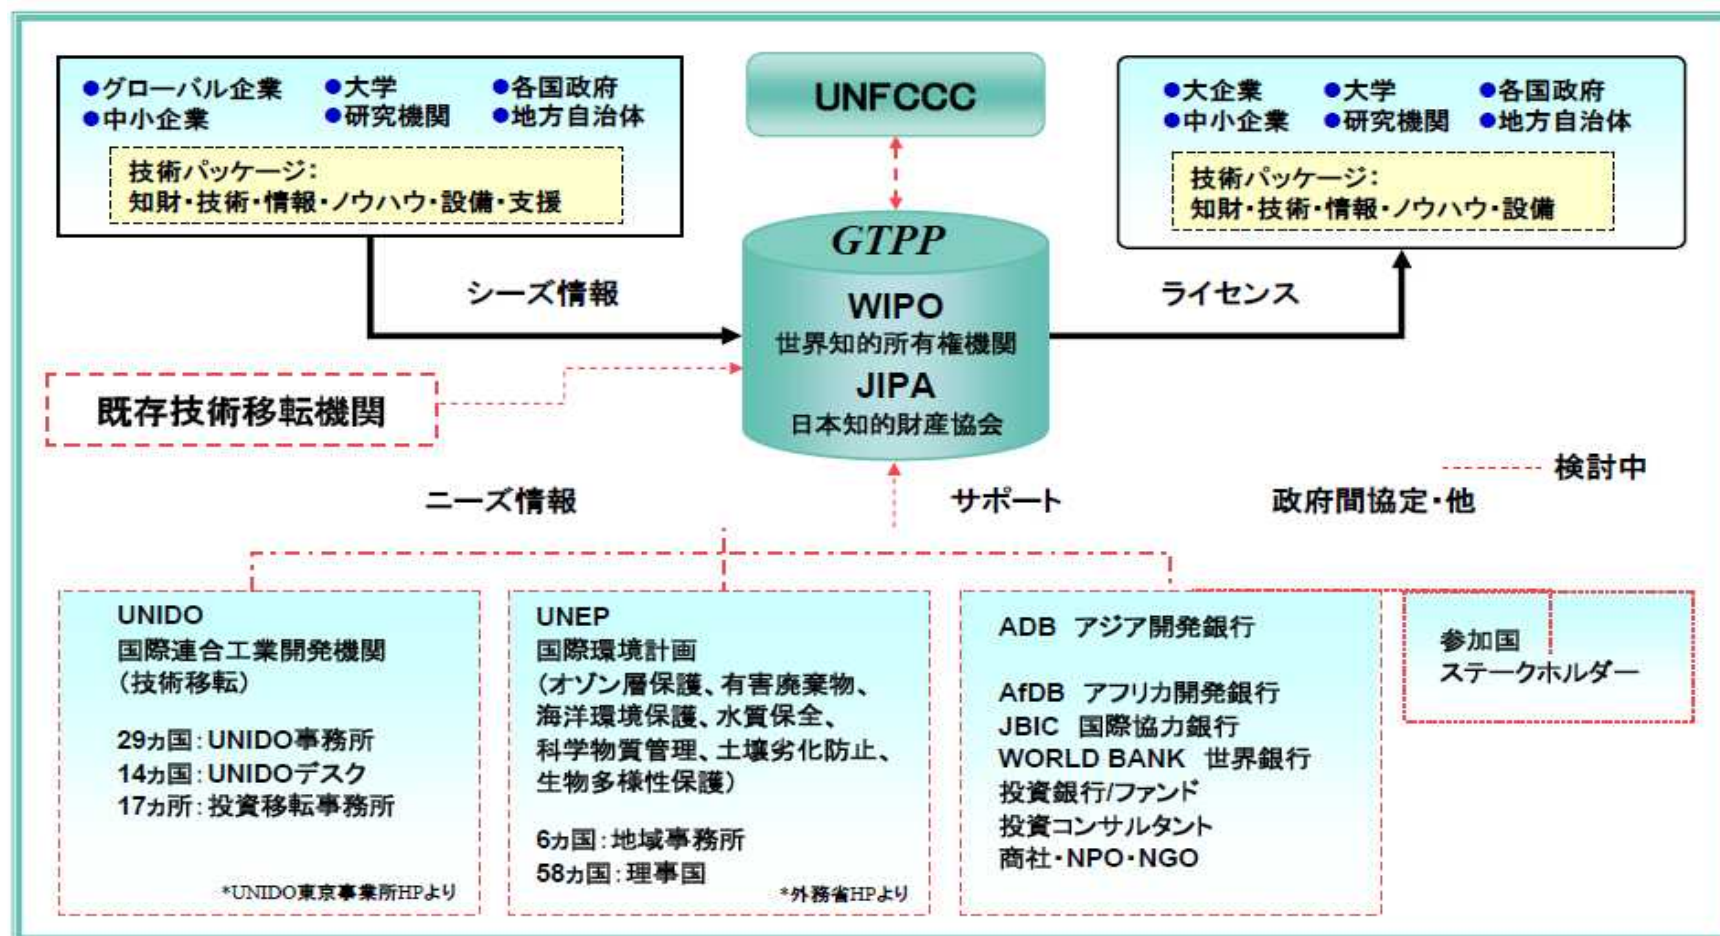 ●グローバル企業 ●大学 ●各国政府
●中小企業 ●研究機関 ●地方自治体
技術パッケージ:
知財・技術・情報・ノウハウ・設備・支援
UNFCCC
●大企業 ●大学 ●各国政府
●中小企業 ●研究機関 ●地方自治体
技術パッケージ:
知財・技術・情報・ノウハウ・設備
シーズ情報
GTPP
WIPO
世界知的所有権機関
JIPA
日本知的財産協会
ライセンス
既存技術移転機関
検討中
ニーズ情報
サポート
政府間協定・他
UNIDO
国際連合工業開発機関
(技術移転)
29ヵ国:UNIDO事務所
14ヵ国:UNIDOデスク
17ヵ所:投資移転事務所
*UNIDO東京事業所HPより
UNEP
国際環境計画
(オゾン層保護、有害廃棄物、
海洋環境保護、水質保全、
科学物質管理、土壌劣化防止、
生物多様性保護)
6ヵ国:地域事務所
58ヵ国:理事国
*外務省HPより
ADB アジア開発銀行
AfDB アフリカ開発銀行
JBIC 国際協力銀行
WORLD BANK 世界銀行
投資銀行/ファンド
投資コンサルタント
商社・NPO・NGO
参加国
ステークホルダー